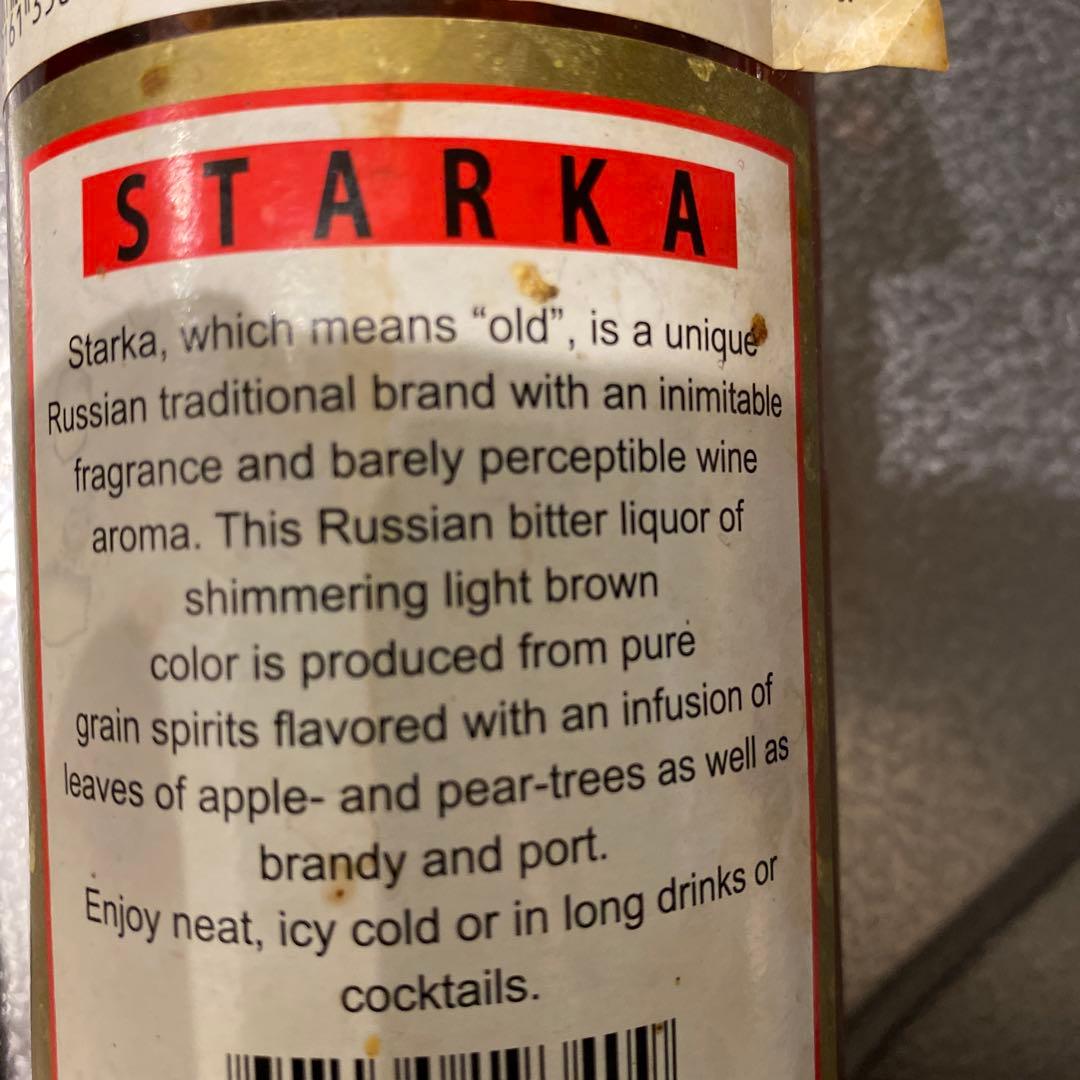 STARKA
Starka, which means “old”, is a unique
Russian traditional brand with an inimitable
fragrance and barely perceptible wine
aroma. This Russian bitter liquor of
shimmering light brown
color is produced from pure
grain spirits flavored with an infusion of
leaves of apple- and pear-trees as well as
brandy and port.
Enjoy neat, icy cold or in long drinks or
cocktails.